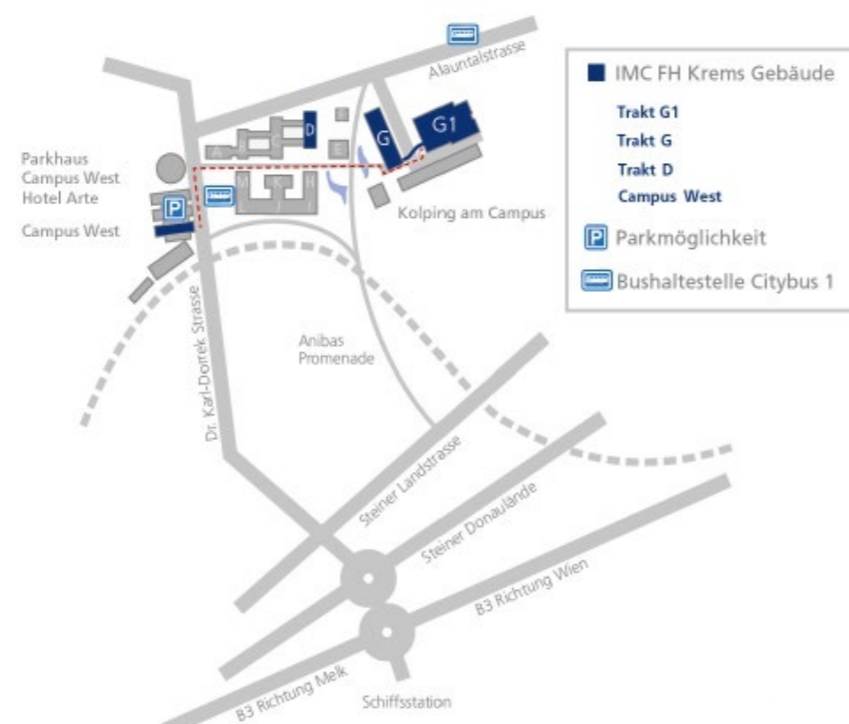 Alauntalstrasse
IMC FH Krems Gebäude
Trakt G1
Trakt G
Trakt D
Campus West
Parkmöglichkeit
Bushaltestelle Citybus 1
P
D
G
G1
A
E
M
K
H
Parkhaus
Campus West
Hotel Arte
Campus West
P
Kolping am Campus
Dr. Karl-Dorrek Strasse
Anibas
Promenade
Steiner Landstrasse
Steiner Donaulände
B3 Richtung Wien
B3 Richtung Melk
Schiffsstation